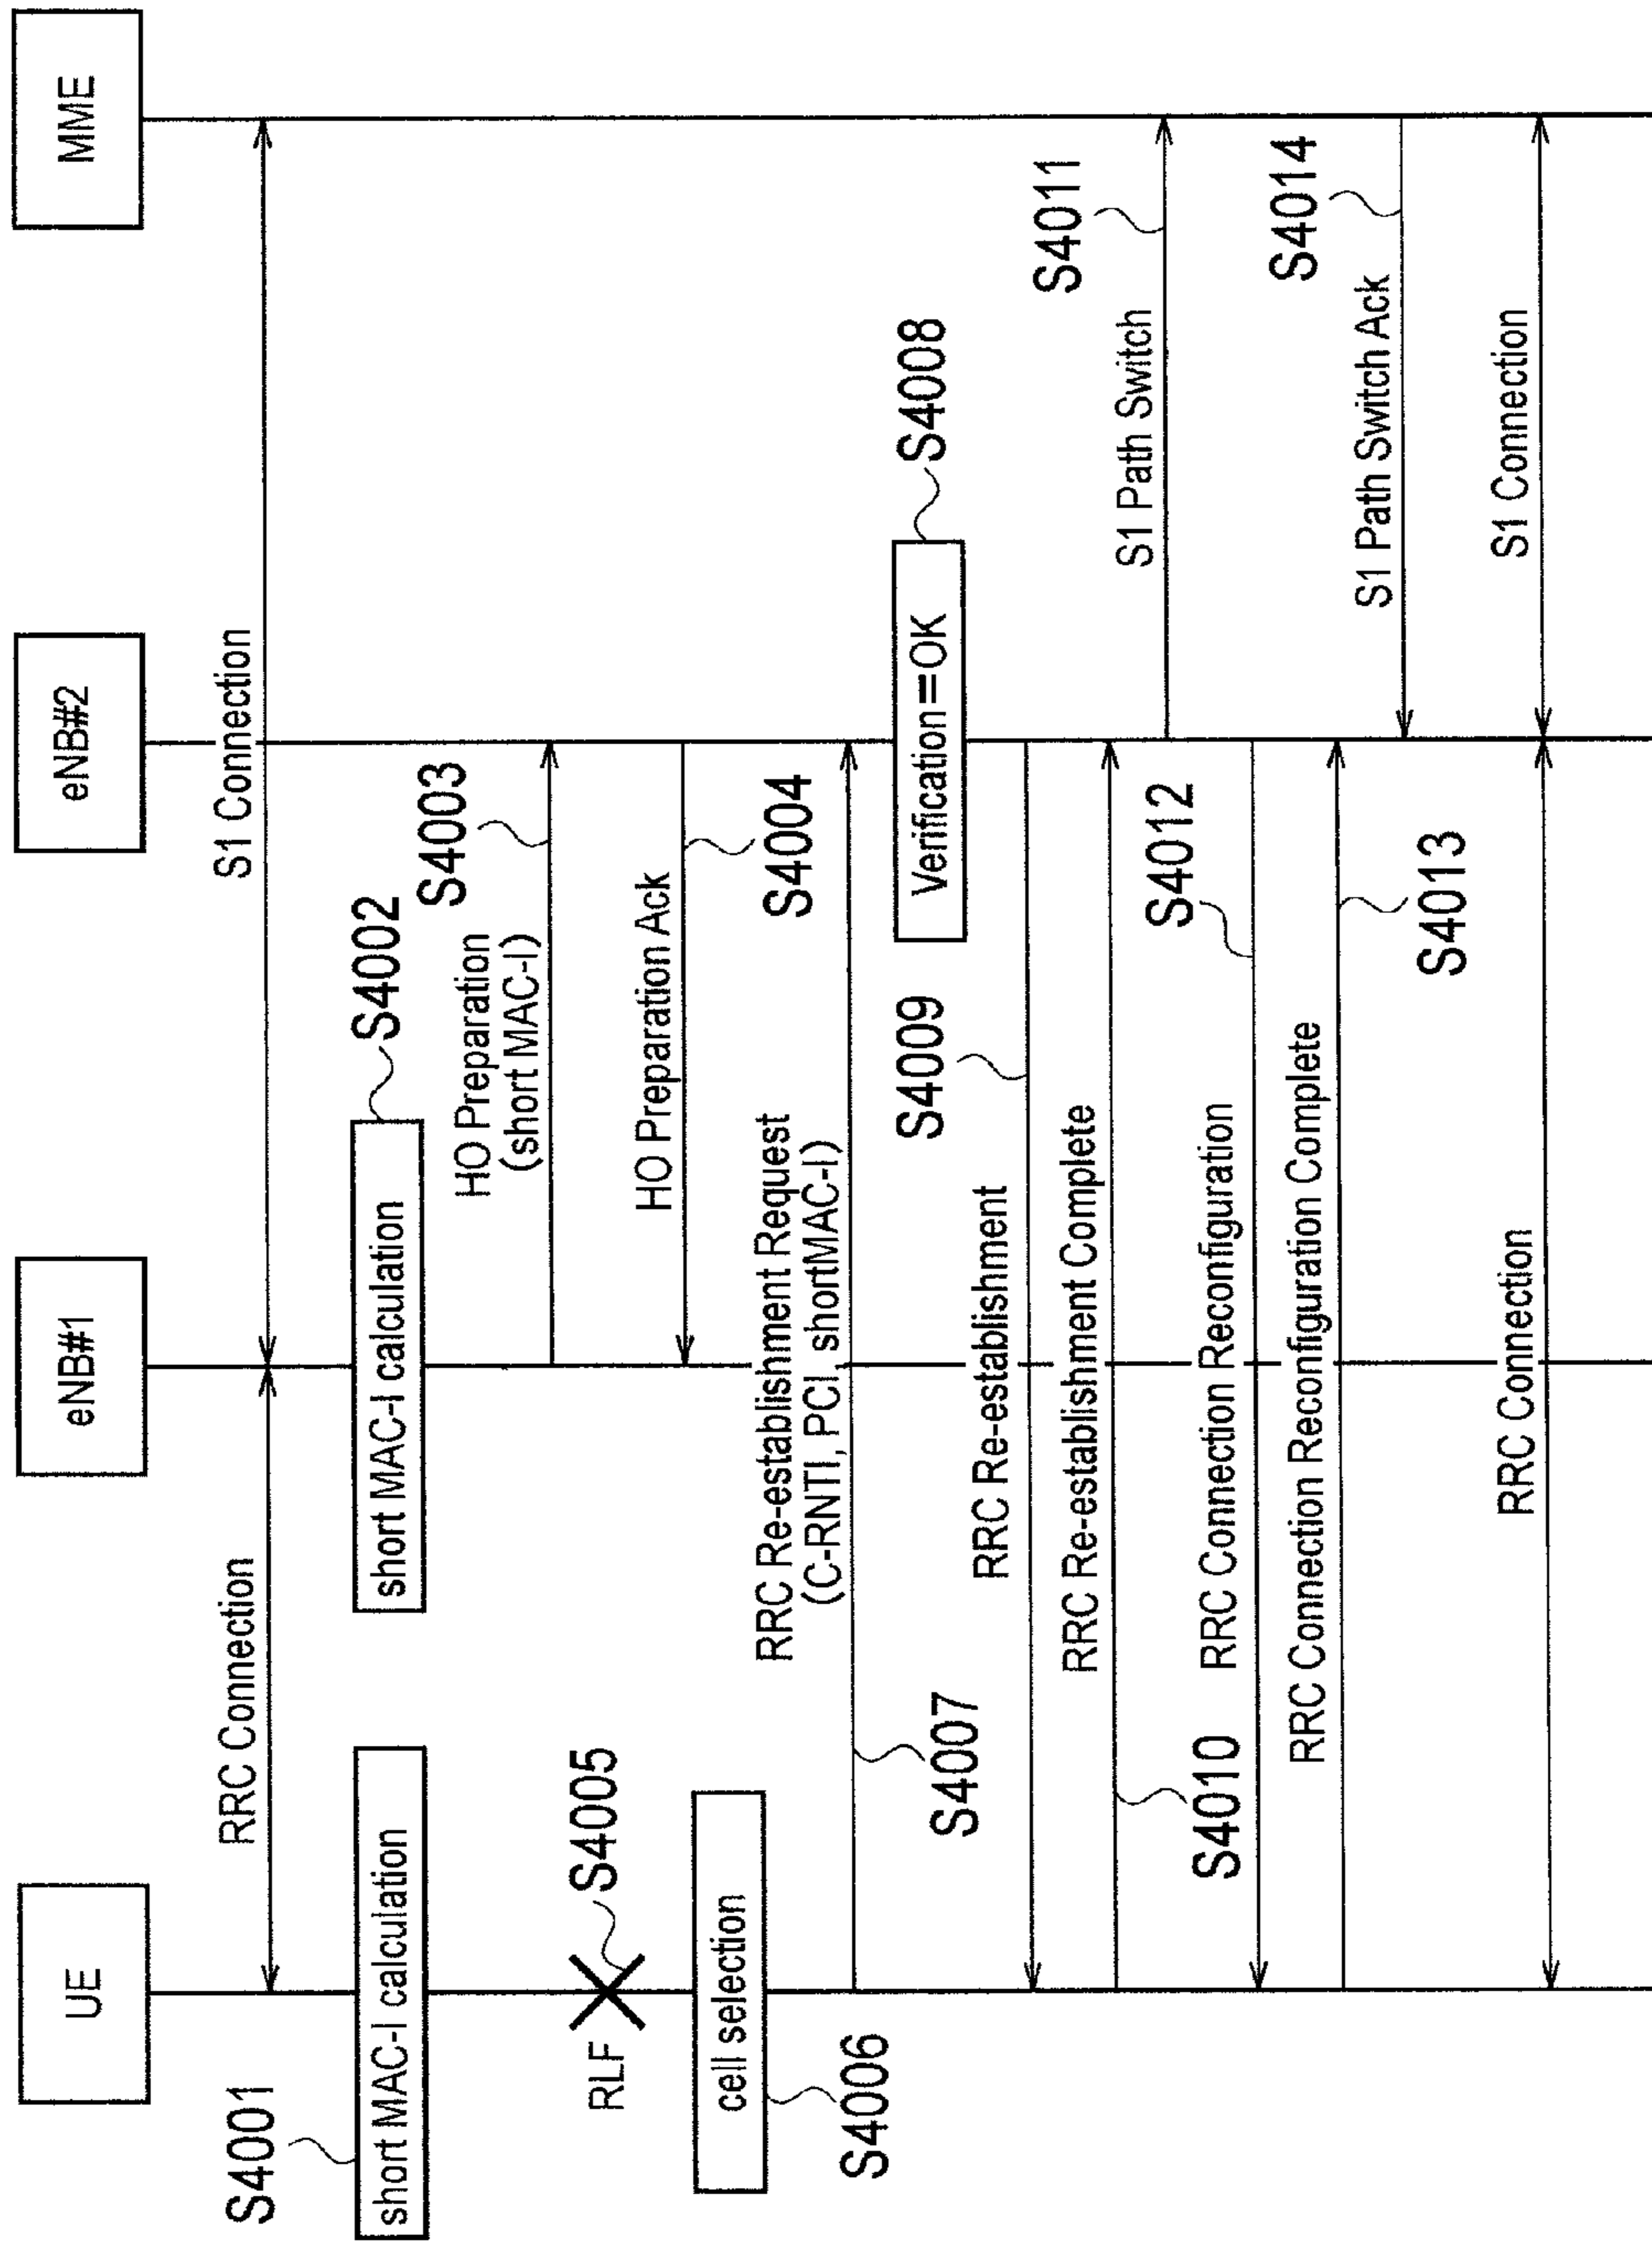 UE
eNB#1
eNB#2
MME
RRC Connection
S1 Connection
S4001
short MAC-I calculation
short MAC-I calculation
S4002
HO Preparation
(short MAC-I)
S4003
RLF
S4005
HO Preparation Ack
S4004
cell selection
S4006
RRC Re-establishment Request
(C-RNTI, PCI, shortMAC-I)
S4007
Verification=OK
S4008
RRC Re-establishment
S4009
RRC Re-establishment Complete
S4010
S1 Path Switch
S4011
RRC Connection Reconfiguration
S4012
RRC Connection Reconfiguration Complete
S4013
S1 Path Switch Ack
S4014
RRC Connection
S1 Connection